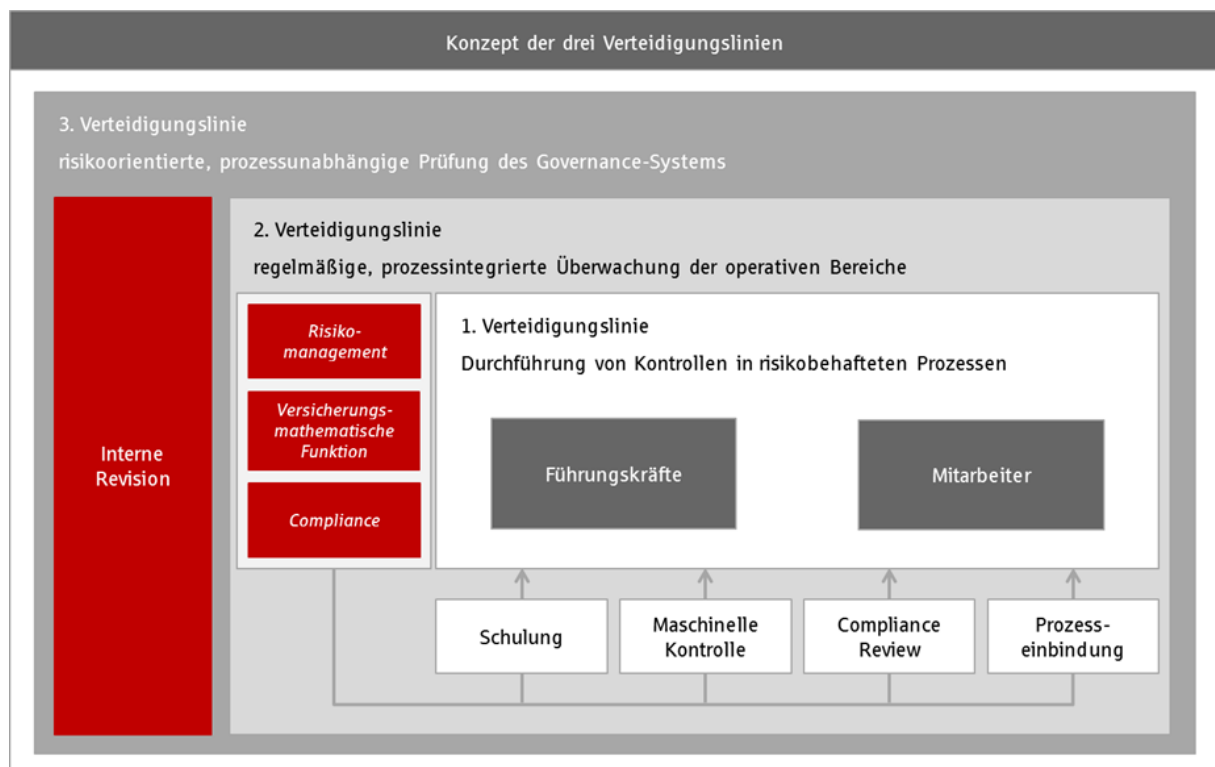 Konzept der drei Verteidigungslinien
3. Verteidigungslinie
risikoorientierte, prozessunabhängige Prüfung des Governance-Systems
Interne
Revision
2. Verteidigungslinie
regelmäßige, prozessintegrierte Überwachung der operativen Bereiche
Risiko-
management
Versicherungs-
mathematische
Funktion
Compliance
1. Verteidigungslinie
Durchführung von Kontrollen in risikobehafteten Prozessen
Führungskräfte
Mitarbeiter
Schulung
Maschinelle
Kontrolle
Compliance
Review
Prozess-
einbindung